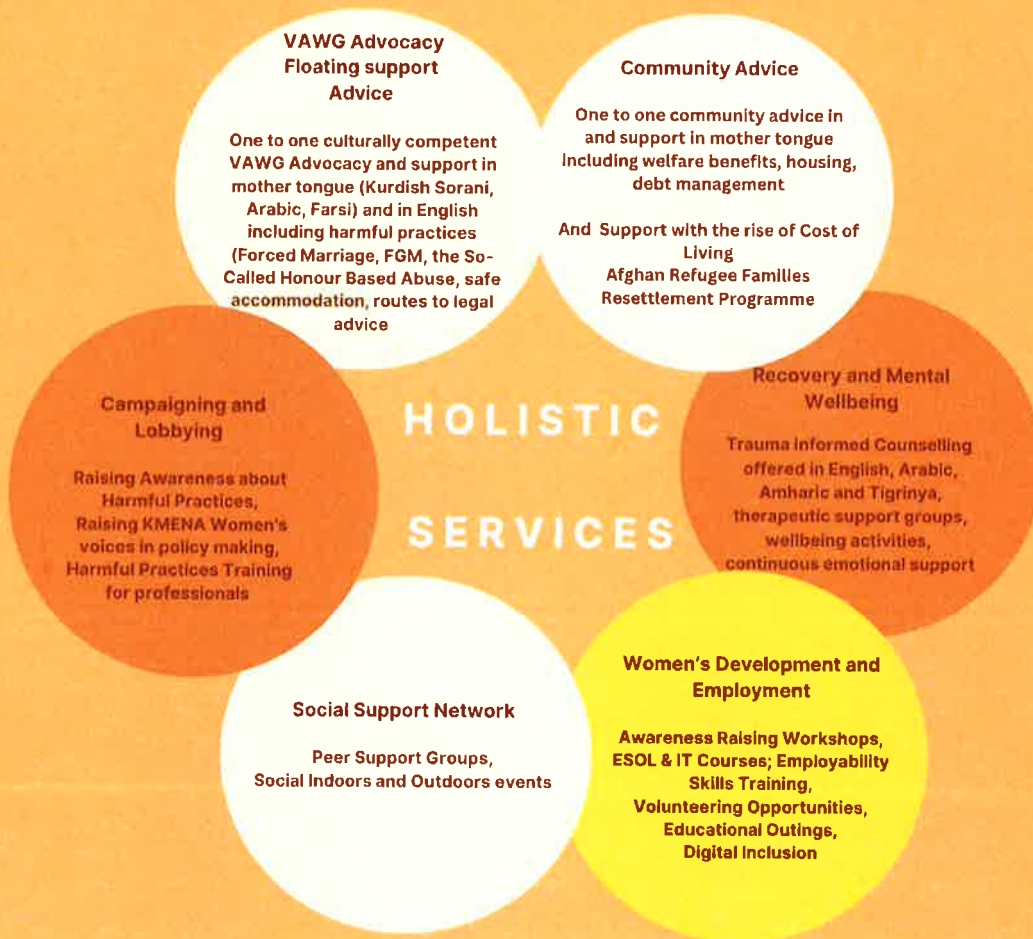 VAWG Advocacy
Floating support
Advice
One to one culturally competent
VAWG Advocacy and support in
mother tongue (Kurdish Sorani,
Arabic, Farsi) and in English
including harmful practices
(Forced Marriage, FGM, the So-
Called Honour Based Abuse, safe
accommodation, routes to legal
advice
Community Advice
One to one community advice in
and support in mother tongue
including welfare benefits, housing,
debt management
And Support with the rise of Cost of
Living
Afghan Refugee Families
Resettlement Programme
Campaigning and
Lobbying
Raising Awareness about
Harmful Practices,
Raising KMENA Women's
voices in policy making,
Harmful Practices Training
for professionals
HOLISTIC
SERVICES
Recovery and Mental
Wellbeing
Trauma informed Counselling
offered in English, Arabic,
Amharic and Tigrinya,
therapeutic support groups,
wellbeing activities,
continuous emotional support
Social Support Network
Peer Support Groups,
Social Indoors and Outdoors events
Women's Development and
Employment
Awareness Raising Workshops,
ESOL & IT Courses; Employability
Skills Training,
Volunteering Opportunities,
Educational Outings,
Digital Inclusion